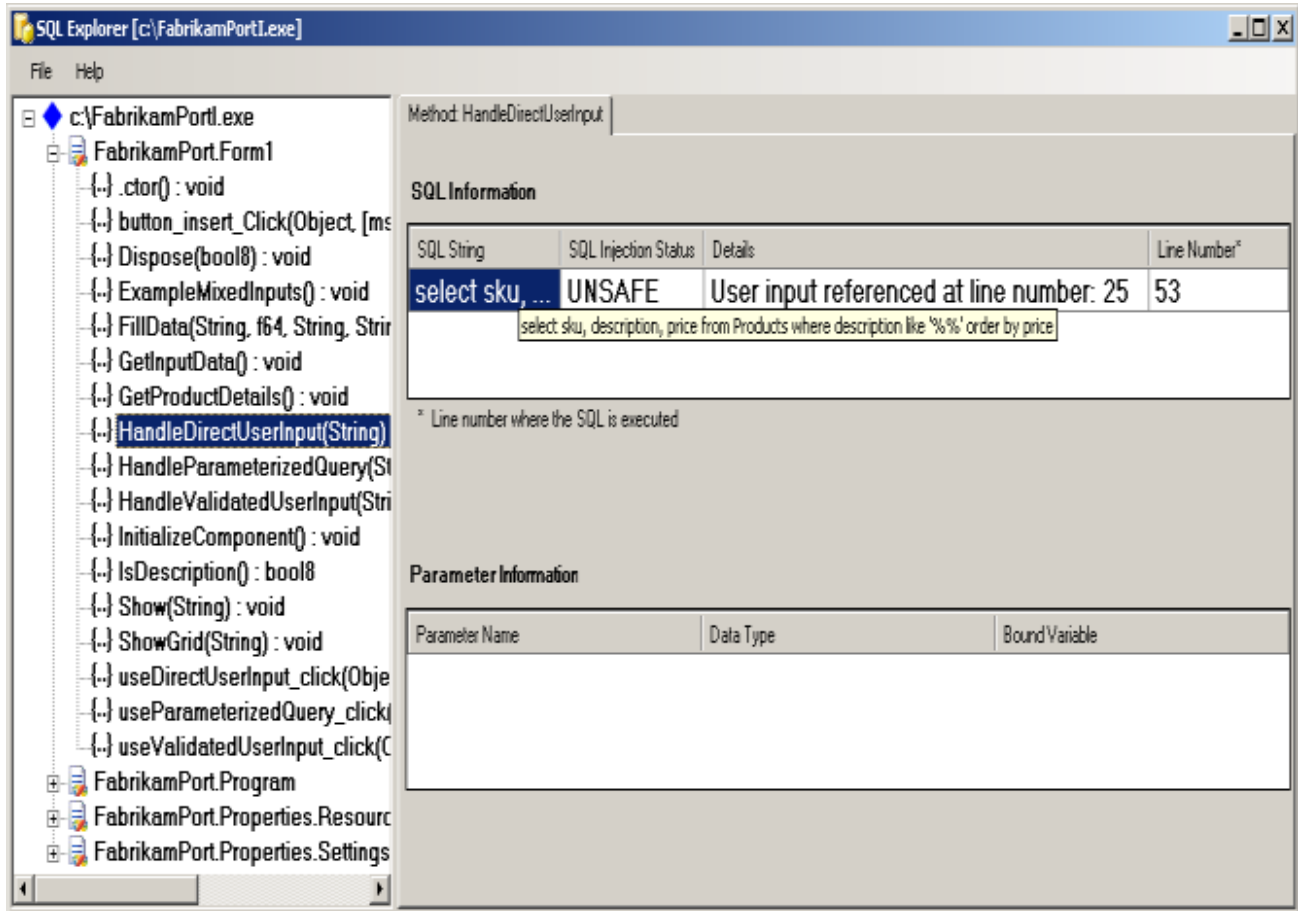 SQL Explorer [c:\FabrikamPortI.exe]
File Help
c:\FabrikamPortI.exe
FabrikamPort.Form1
{..} .ctor() : void
{..} button_insert_Click(Object, [ms
{..} Dispose(bool8) : void
{..} ExampleMixedInputs() : void
{..} FillData(String, f64, String, Strin
{..} GetInputData() : void
{..} GetProductDetails() : void
{..} HandleDirectUserInput(String)
{..} HandleParameterizedQuery(St
{..} HandleValidatedUserInput(Stri
{..} InitializeComponent() : void
{..} IsDescription() : bool8
{..} Show(String) : void
{..} ShowGrid(String) : void
{..} useDirectUserInput_click(Obje
{..} useParameterizedQuery_click(
{..} useValidatedUserInput_click(O
FabrikamPort.Program
FabrikamPort.Properties.Resourc
FabrikamPort.Properties.Settings
Method: HandleDirectUserInput
SQL Information
SQL String SQL Injection Status Details Line Number*
select sku, ... UNSAFE User input referenced at line number: 25 53
select sku, description, price from Products where description like '%%' order by price
* Line number where the SQL is executed
Parameter Information
Parameter Name Data Type Bound Variable